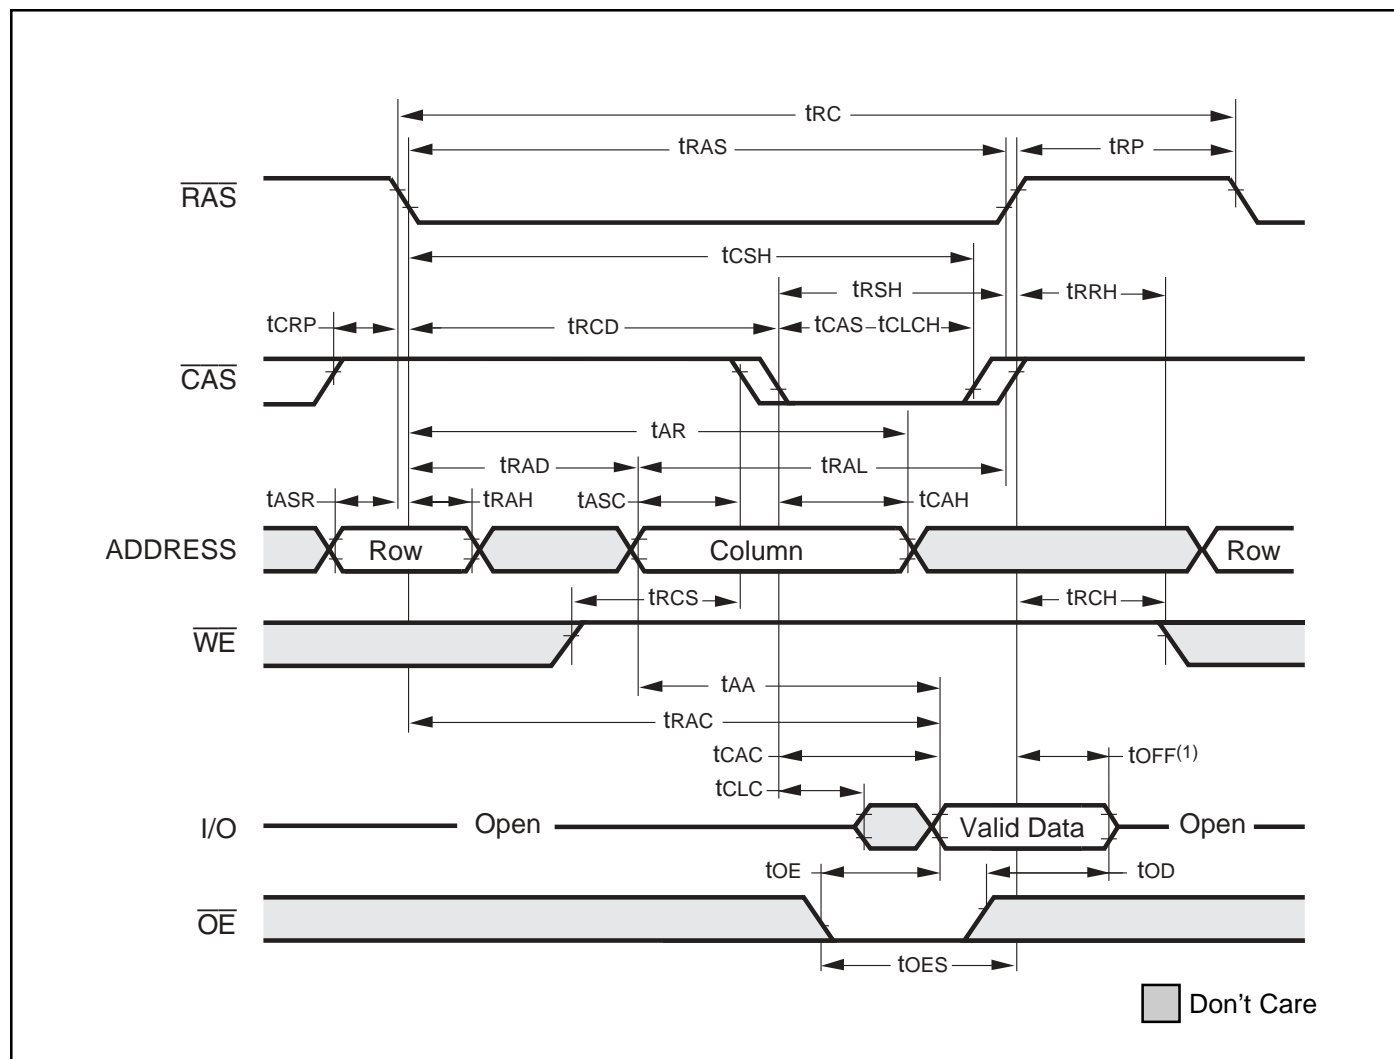 tRC
tRAS tRP
RAS
tCSH
tRSH tRRH
tCRP tRCD tCAS tCLCH
CAS
tAR
tRAD tRAL
tASR tRAH tASC tCAH
ADDRESS Row Column Row
tRCS tRCH
WE
tAA
tRAC
tCAC tOFF(1)
tCLC
I/O Open Valid Data Open
tOE tOD
OE
tOES
Don't Care